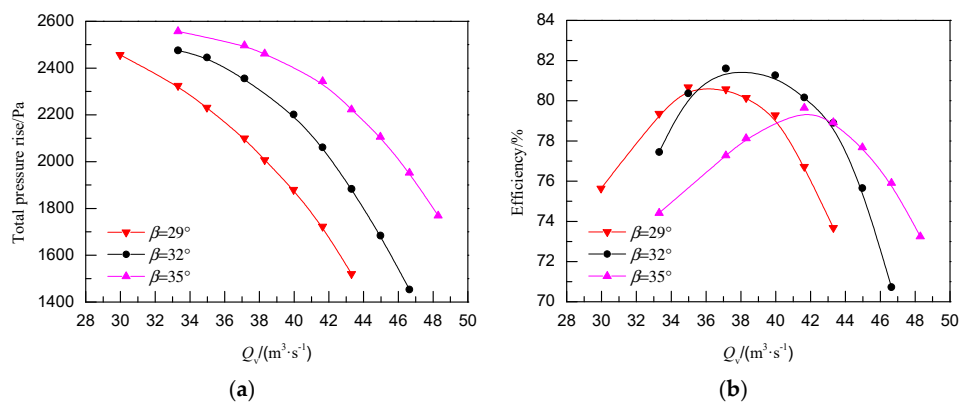 2600
2400
2200
2000
1800
1600
1400
Total pressure rise/Pa
β=29°
β=32°
β=35°
28 30 32 34 36 38 40 42 44 46 48 50
Qv/(m³·s⁻¹)
(a)
84
82
80
78
76
74
72
70
Efficiency/%
β=29°
β=32°
β=35°
28 30 32 34 36 38 40 42 44 46 48 50
Qv/(m³·s⁻¹)
(b)